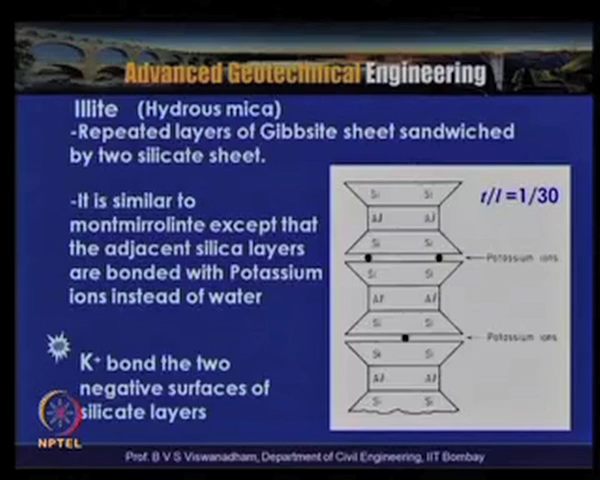 Advanced Geotechnical Engineering
Illite (Hydrous mica)
-Repeated layers of Gibbsite sheet sandwiched
by two silicate sheet.
-It is similar to
montmirrolinte except that
the adjacent silica layers
are bonded with Potassium
ions instead of water
K+ bond the two
negative surfaces of
silicate layers
t/l =1/30
Si Si
Al Al
Si Si
Potassium ions
Si Si
Al Al
Si Si
Potassium ions
Si Si
Al Al
Si Si
NPTEL
Prof. B V S Viswanadham, Department of Civil Engineering, IIT Bombay